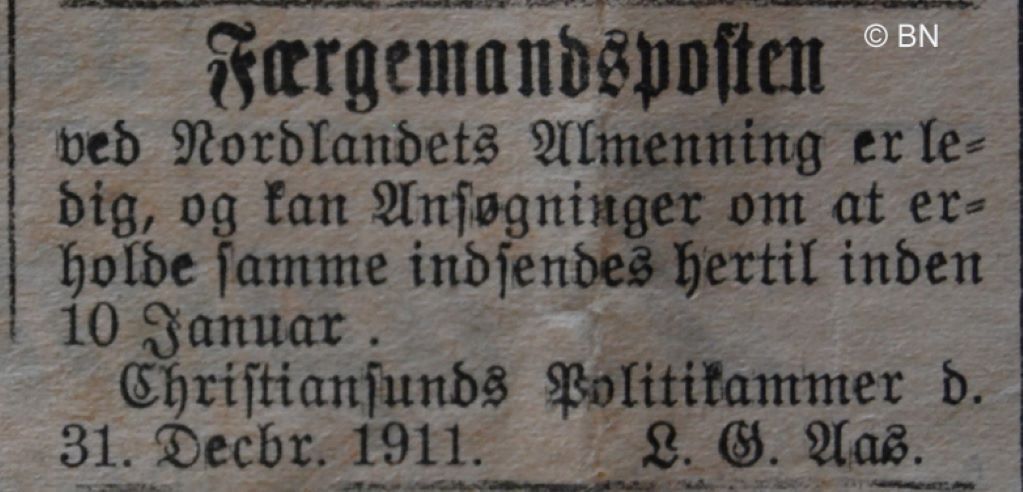 © BN
Færgemandsposten
ved Nordlandets Almenning er le-
dig, og kan Ansøgninger om at er-
holde samme indsendes hertil inden
10 Januar .
Christiansunds Politikammer d.
31. Decbr. 1911. L. G. Aas.